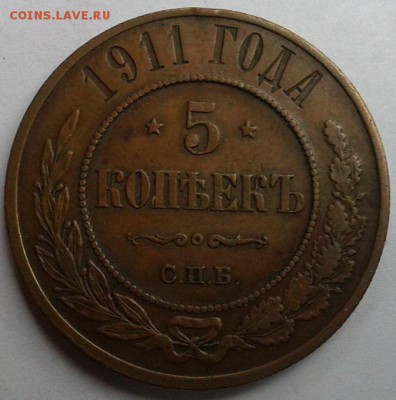 COINS.LAVE.RU
1911 ГОДА
5
КОПѢЕКЪ
С.П.Б.